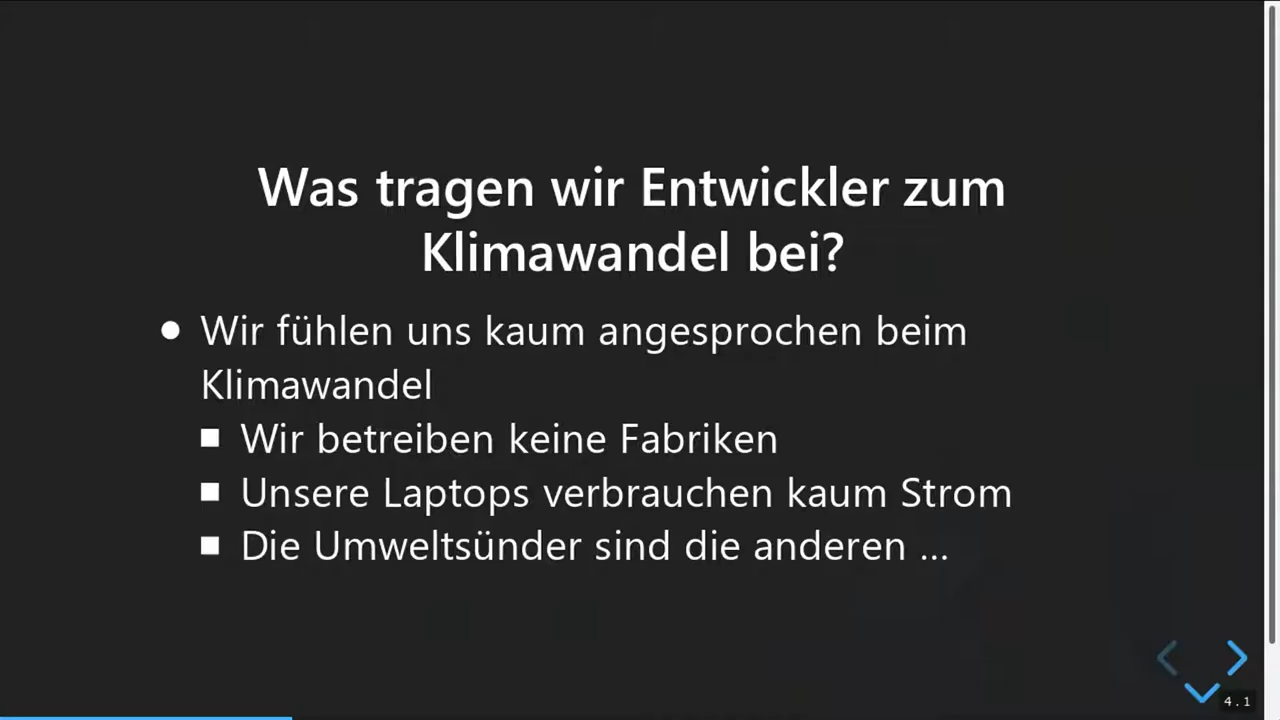 Was tragen wir Entwickler zum
Klimawandel bei?
● Wir fühlen uns kaum angesprochen beim
Klimawandel
■ Wir betreiben keine Fabriken
■ Unsere Laptops verbrauchen kaum Strom
■ Die Umweltsünder sind die anderen ...
4.1